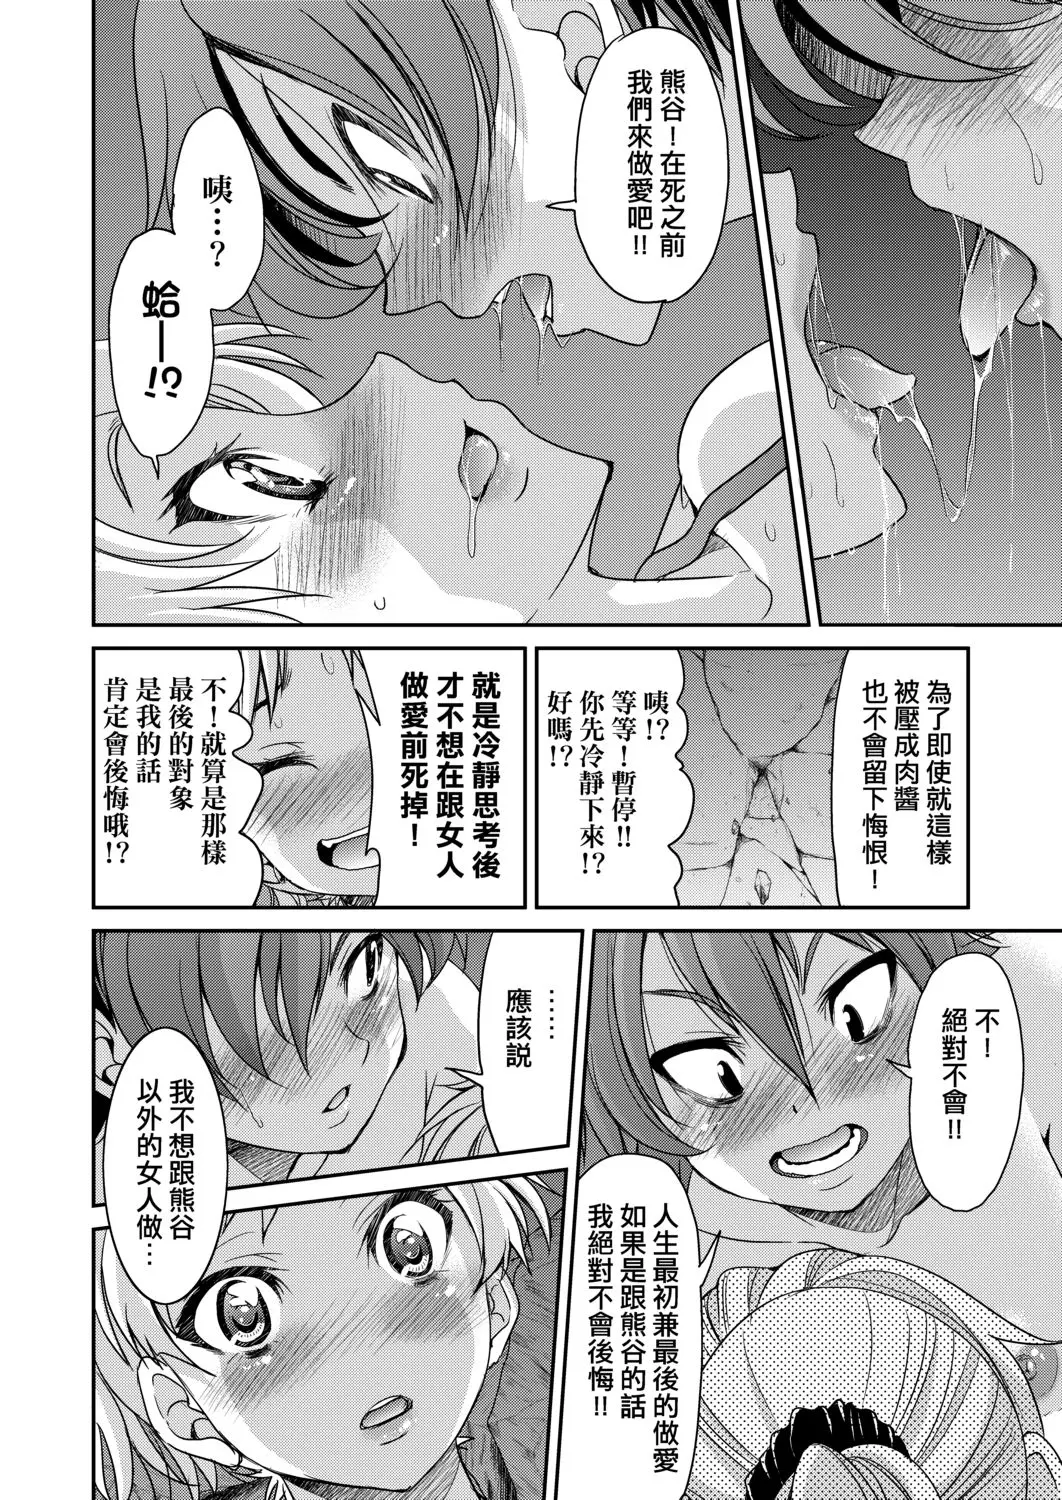 熊谷！在死之前
我們來做愛吧!!
咦…？
蛤─!?
為了即使就這樣
被壓成肉醬
也不會留下悔恨！
咦!?
等等！暫停!!
你先冷靜下來!?
好嗎!?
就是冷靜思考後
才不想在跟女人
做愛前死掉！
不！就算是那樣
最後的對象
是我的話
肯定會後悔哦!?
不！
絕對不會!!
人生最初兼最後的做愛
如果是跟熊谷的話
我絕對不會後悔!!
……
應該説
我不想跟熊谷
以外的女人做…